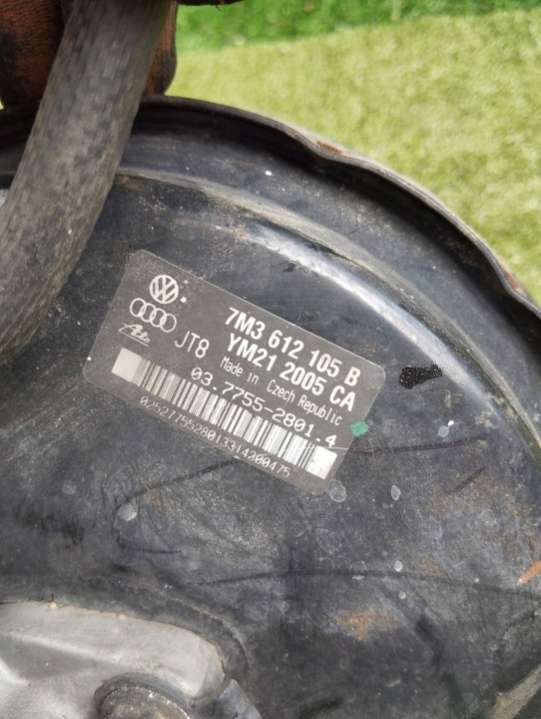 7M3 612 105 B
YM21 2005 CA
JT8
Made in Czech Republic
03.7755-2801.4